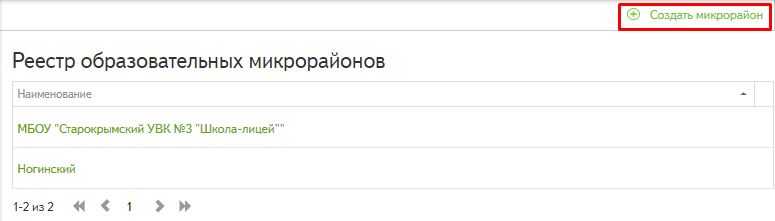 Создать микрорайон
Реестр образовательных микрорайонов
Наименование
МБОУ "Старокрымский УВК №3 "Школа-лицей""
Ногинский
1-2 из 2 1